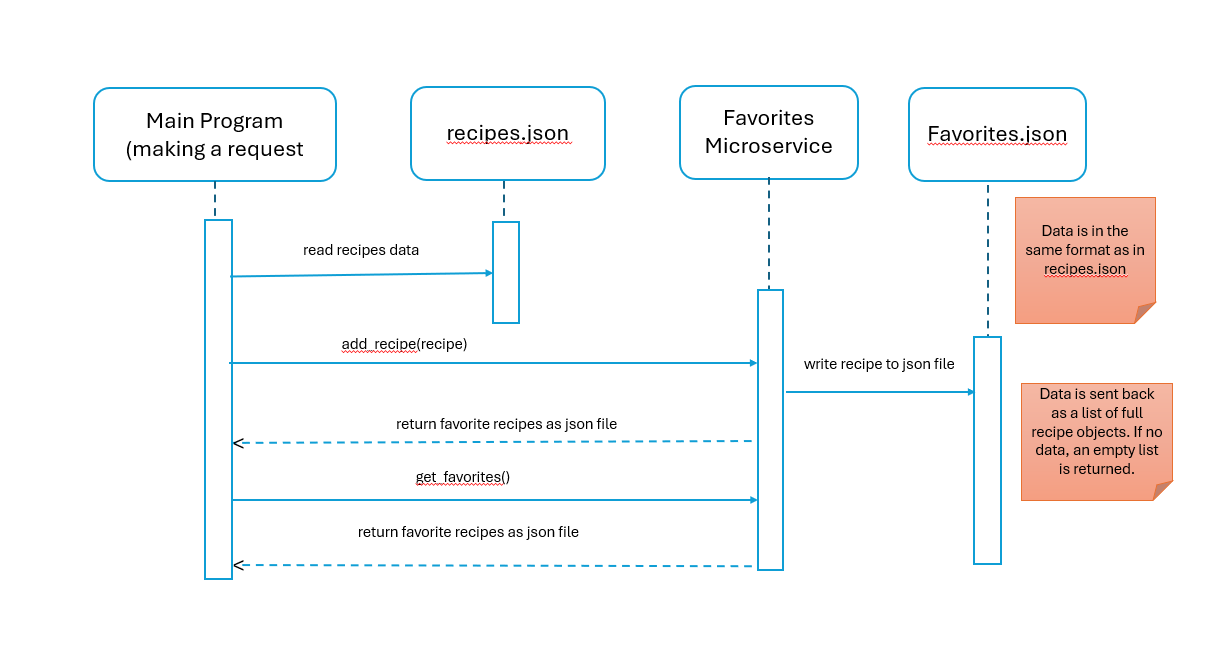 Main Program
(making a request
recipes.json
Favorites
Microservice
Favorites.json
Data is in the
same format as in
recipes.json
read recipes data
add_recipe(recipe)
write recipe to json file
Data is sent back
as a list of full
recipe objects. If no
data, an empty list
is returned.
return favorite recipes as json file
get_favorites()
return favorite recipes as json file